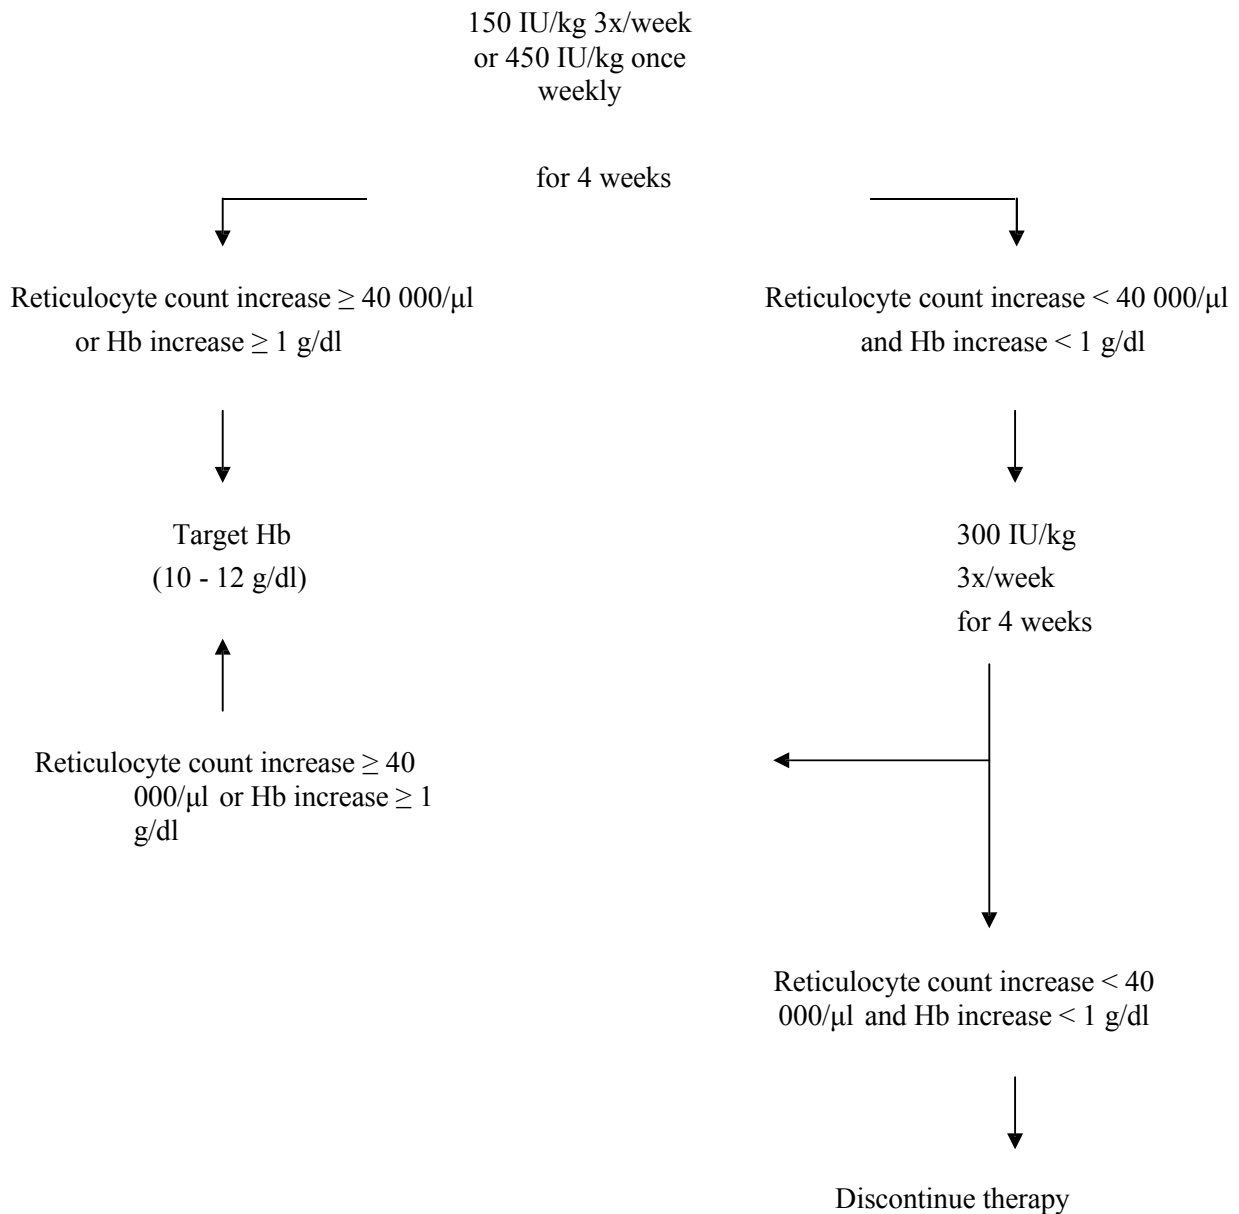 150 IU/kg 3x/week
or 450 IU/kg once
weekly
for 4 weeks
Reticulocyte count increase ≥ 40 000/μl
or Hb increase ≥ 1 g/dl
Reticulocyte count increase < 40 000/μl
and Hb increase < 1 g/dl
Target Hb
(10 - 12 g/dl)
300 IU/kg
3x/week
for 4 weeks
Reticulocyte count increase ≥ 40
000/μl or Hb increase ≥ 1
g/dl
Reticulocyte count increase < 40
000/μl and Hb increase < 1 g/dl
Discontinue therapy